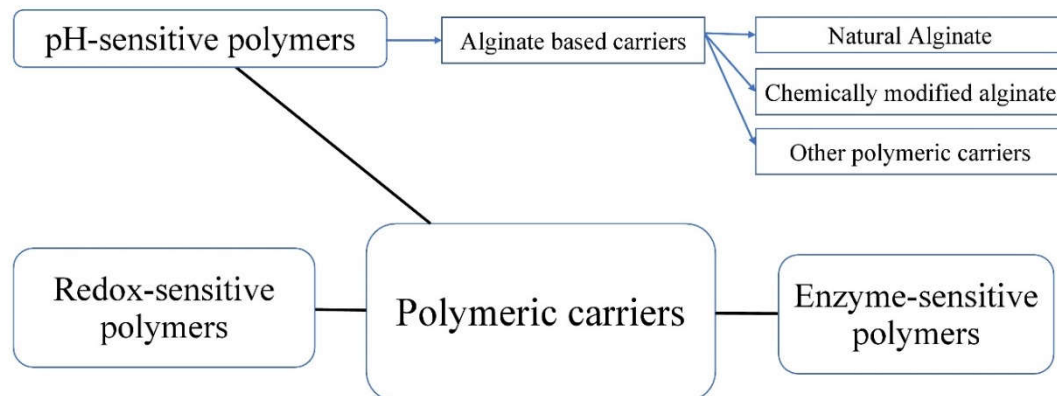 pH-sensitive polymers
Alginate based carriers
Natural Alginate
Chemically modified alginate
Other polymeric carriers
Redox-sensitive
polymers
Polymeric carriers
Enzyme-sensitive
polymers